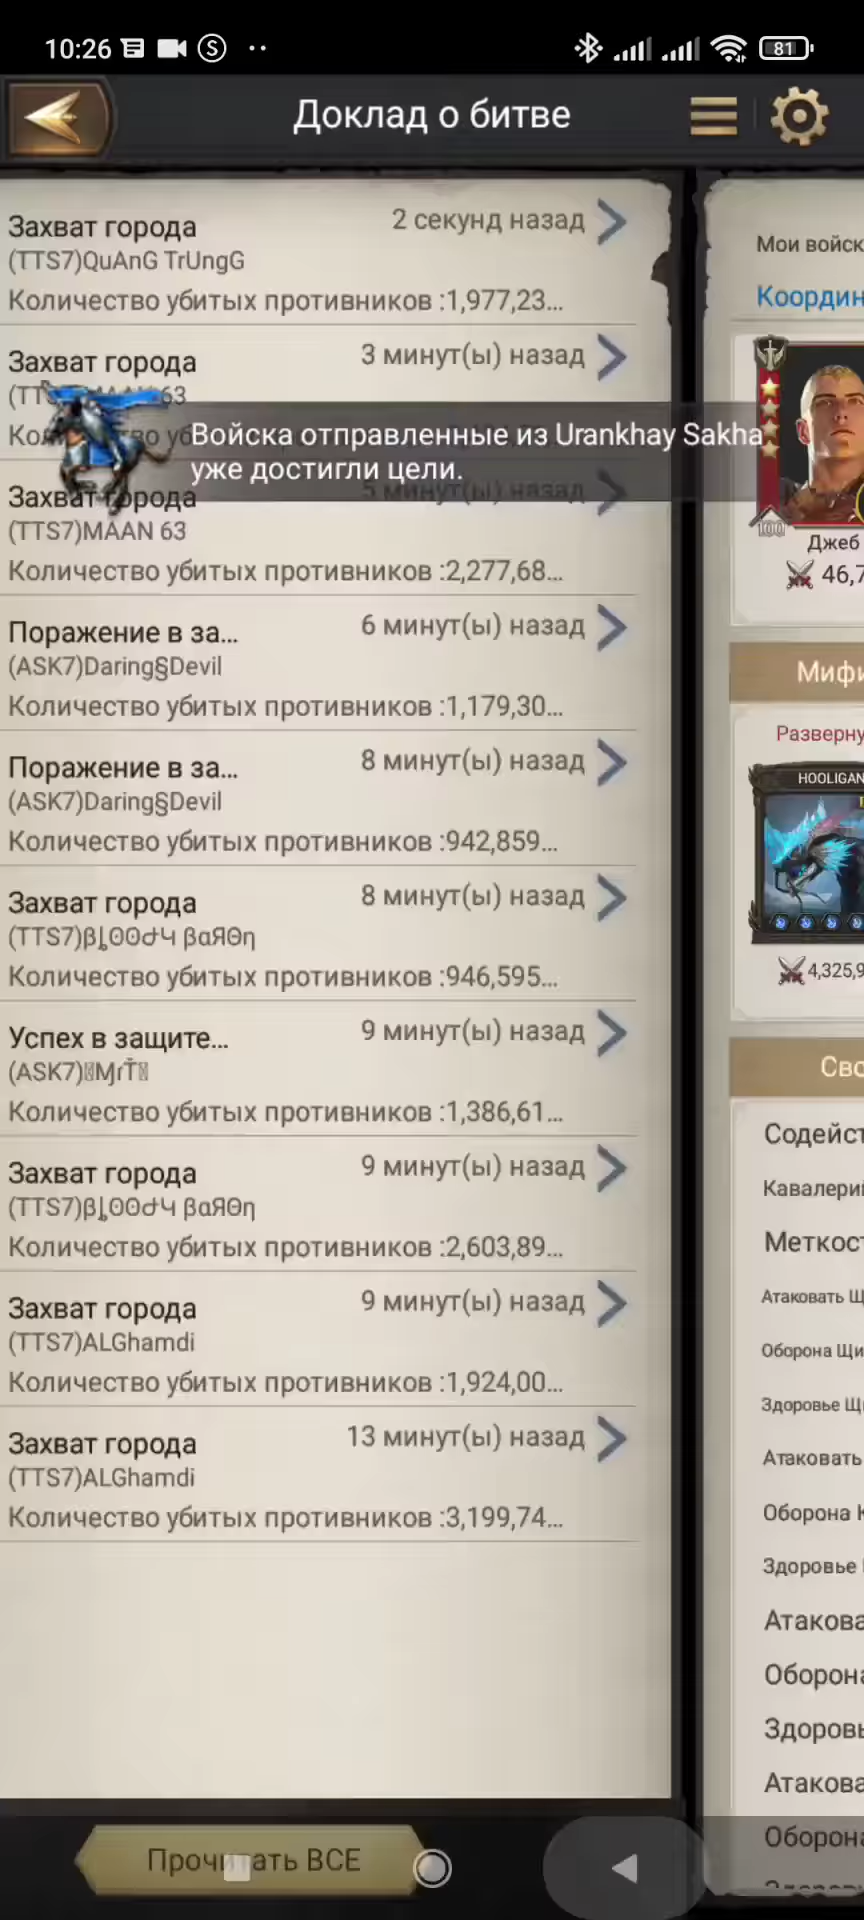 10:26
81
Доклад о битве
Захват города
2 секунд назад
(TTS7)QuAnG TrUngG
Количество убитых противников :1,977,23...
Захват города
3 минут(ы) назад
63
Войска отправленные из Urankhay Sakha
уже достигли цели.
Захват города
5 минут(ы) назад
(TTS7)MAAN 63
Количество убитых противников :2,277,68...
Поражение в за...
6 минут(ы) назад
(ASK7)Daring§Devil
Количество убитых противников :1,179,30...
Поражение в за...
8 минут(ы) назад
(ASK7)Daring§Devil
Количество убитых противников :942,859...
Захват города
8 минут(ы) назад
Количество убитых противников :946,595...
Успех в защите...
9 минут(ы) назад
Количество убитых противников :1,386,61...
Захват города
9 минут(ы) назад
Количество убитых противников :2,603,89...
Захват города
9 минут(ы) назад
(TTS7)ALGhamdi
Количество убитых противников :1,924,00...
Захват города
13 минут(ы) назад
(TTS7)ALGhamdi
Количество убитых противников :3,199,74...
Прочитать ВСЕ
Мои войск
Координ
100
Джеб
46,7
Мифи
Разверну
HOOLIGAN
4,325,9
Сво
Содейст
Кавалерий
Меткост
Атаковать Щ
Оборона Щи
Здоровье Щ
Атаковать
Оборона К
Здоровье
Атакова
Оборона
Здоровь
Атакова
Оборона